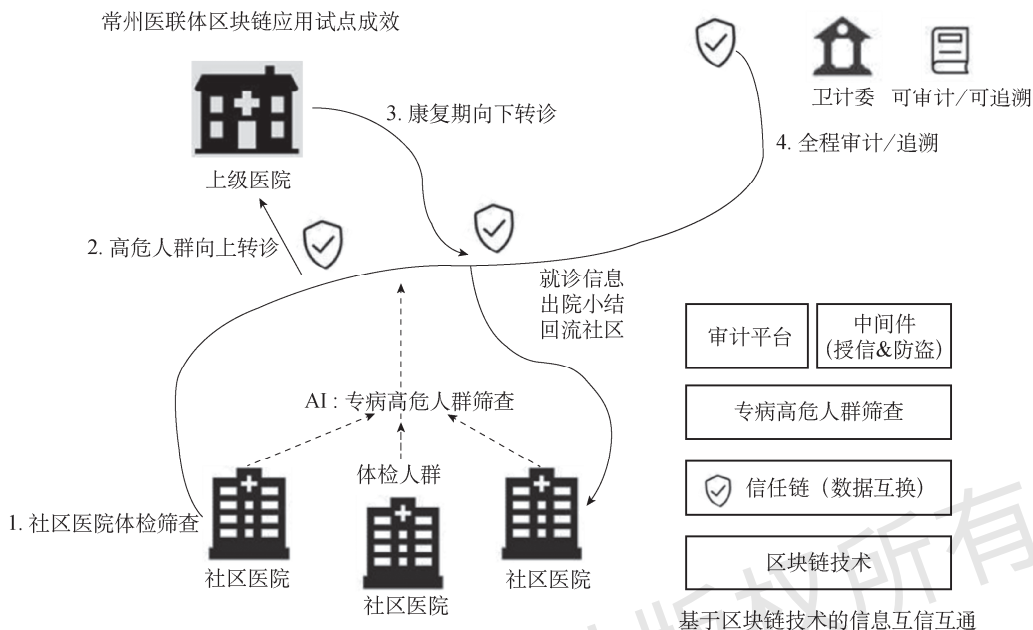 常州医联体区块链应用试点成效
卫计委
可审计/可追溯
3. 康复期向下转诊
4. 全程审计/追溯
上级医院
2. 高危人群向上转诊
就诊信息
出院小结
回流社区
审计平台
中间件
(授信&防盗)
AI：专病高危人群筛查
专病高危人群筛查
体检人群
信任链（数据互换）
1. 社区医院体检筛查
社区医院
社区医院
社区医院
区块链技术
基于区块链技术的信息互信互通
版权所有